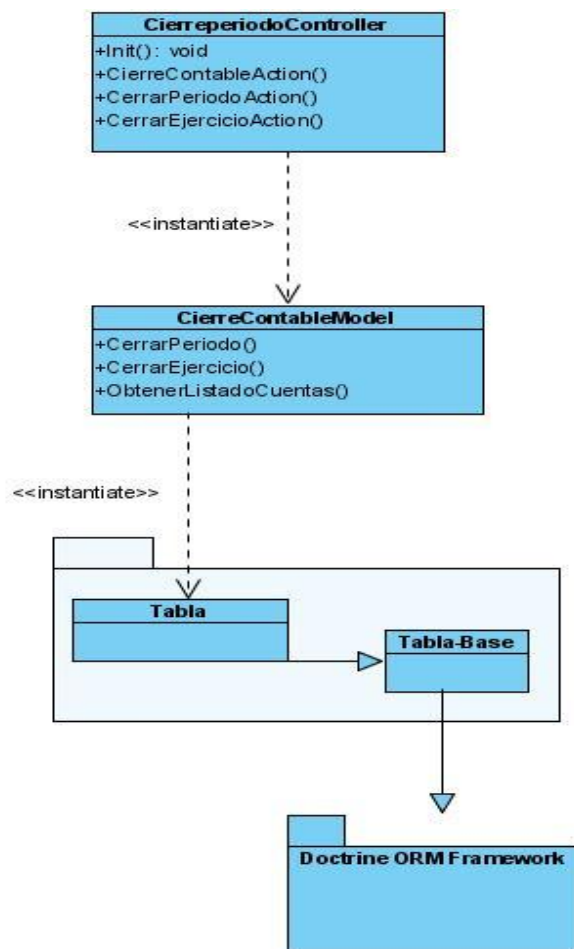 CierreperiodoController
+Init(): void
+CierreContableAction()
+CerrarPeriodoAction()
+CerrarEjercicioAction()
<<instantiate>>
CierreContableModel
+CerrarPeriodo()
+CerrarEjercicio()
+ObtenerListadoCuentas()
<<instantiate>>
Tabla
Tabla-Base
Doctrine ORM Framework